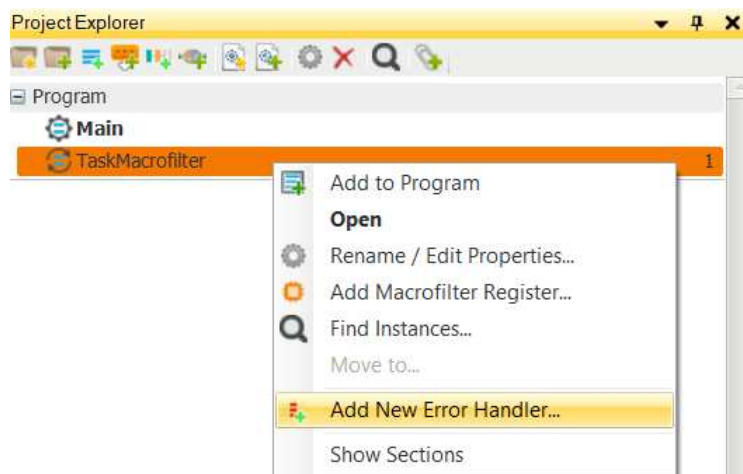 Project Explorer
Program
Main
TaskMacrofilter 1
Add to Program
Open
Rename / Edit Properties...
Add Macrofilter Register...
Find Instances...
Move to...
Add New Error Handler...
Show Sections